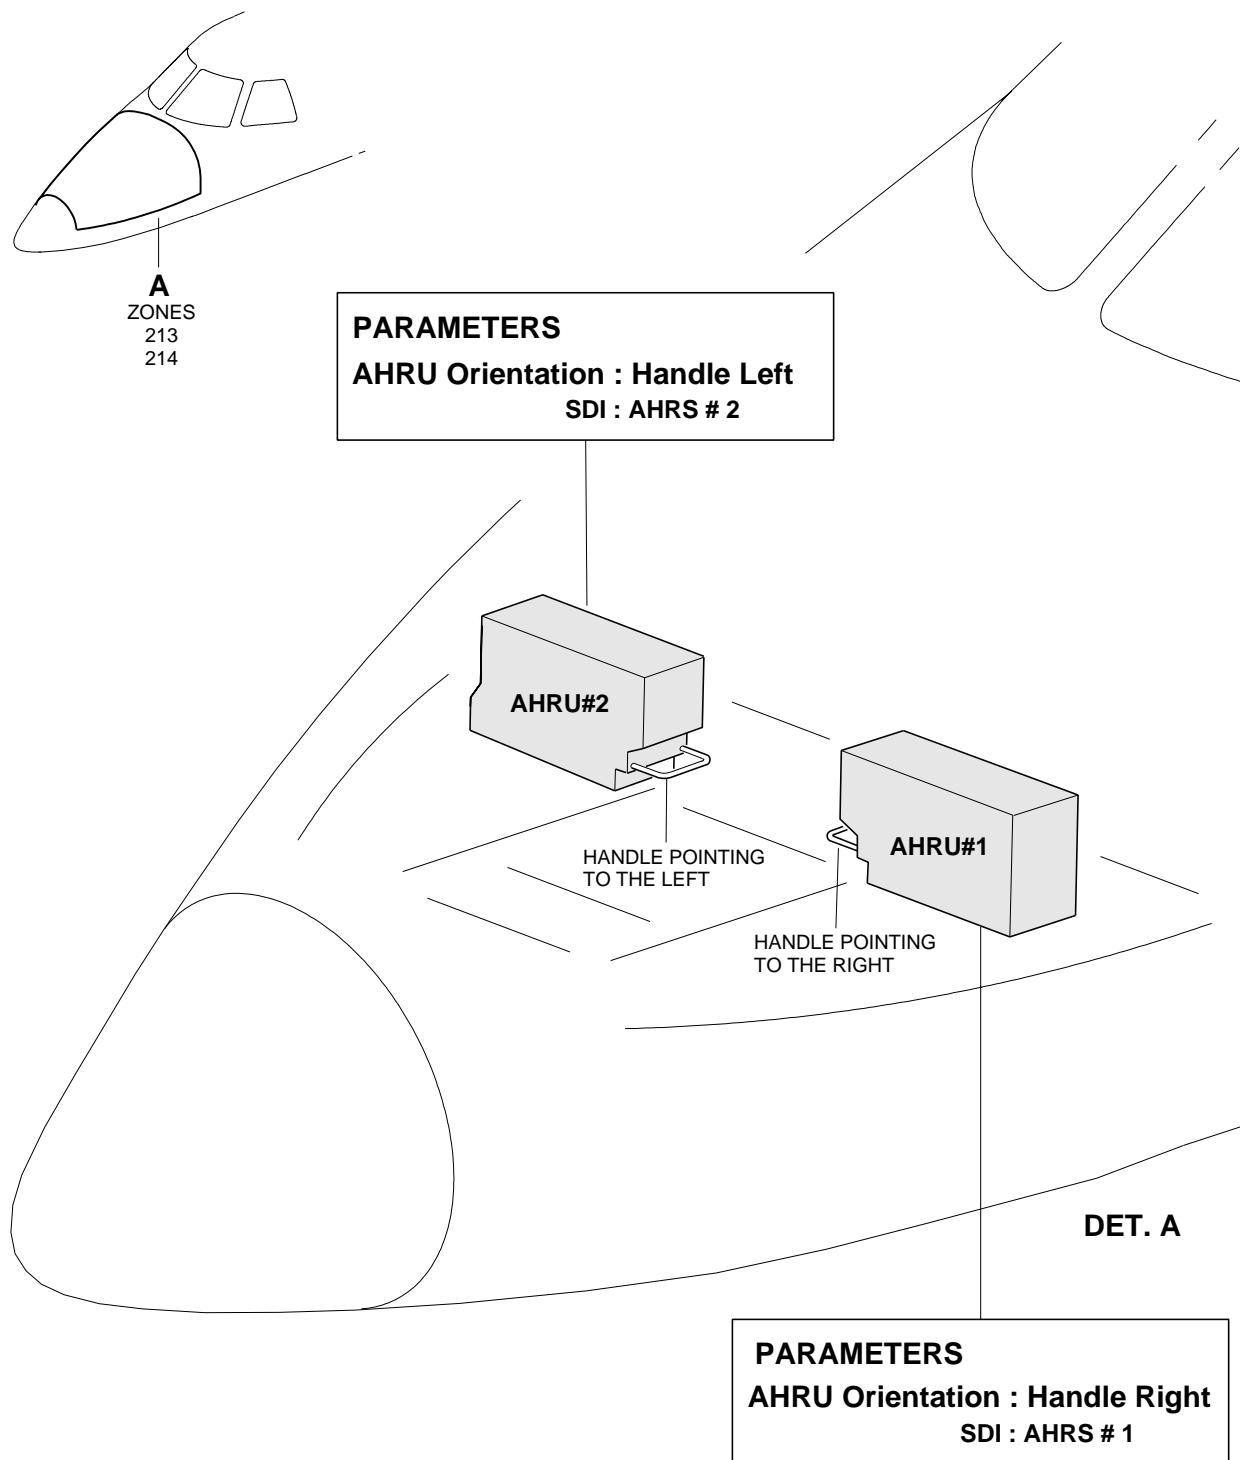 A
ZONES
213
214
PARAMETERS
AHRU Orientation : Handle Left
SDI : AHRS # 2
AHRU#2
AHRU#1
HANDLE POINTING
TO THE LEFT
HANDLE POINTING
TO THE RIGHT
DET. A
PARAMETERS
AHRU Orientation : Handle Right
SDI : AHRS # 1